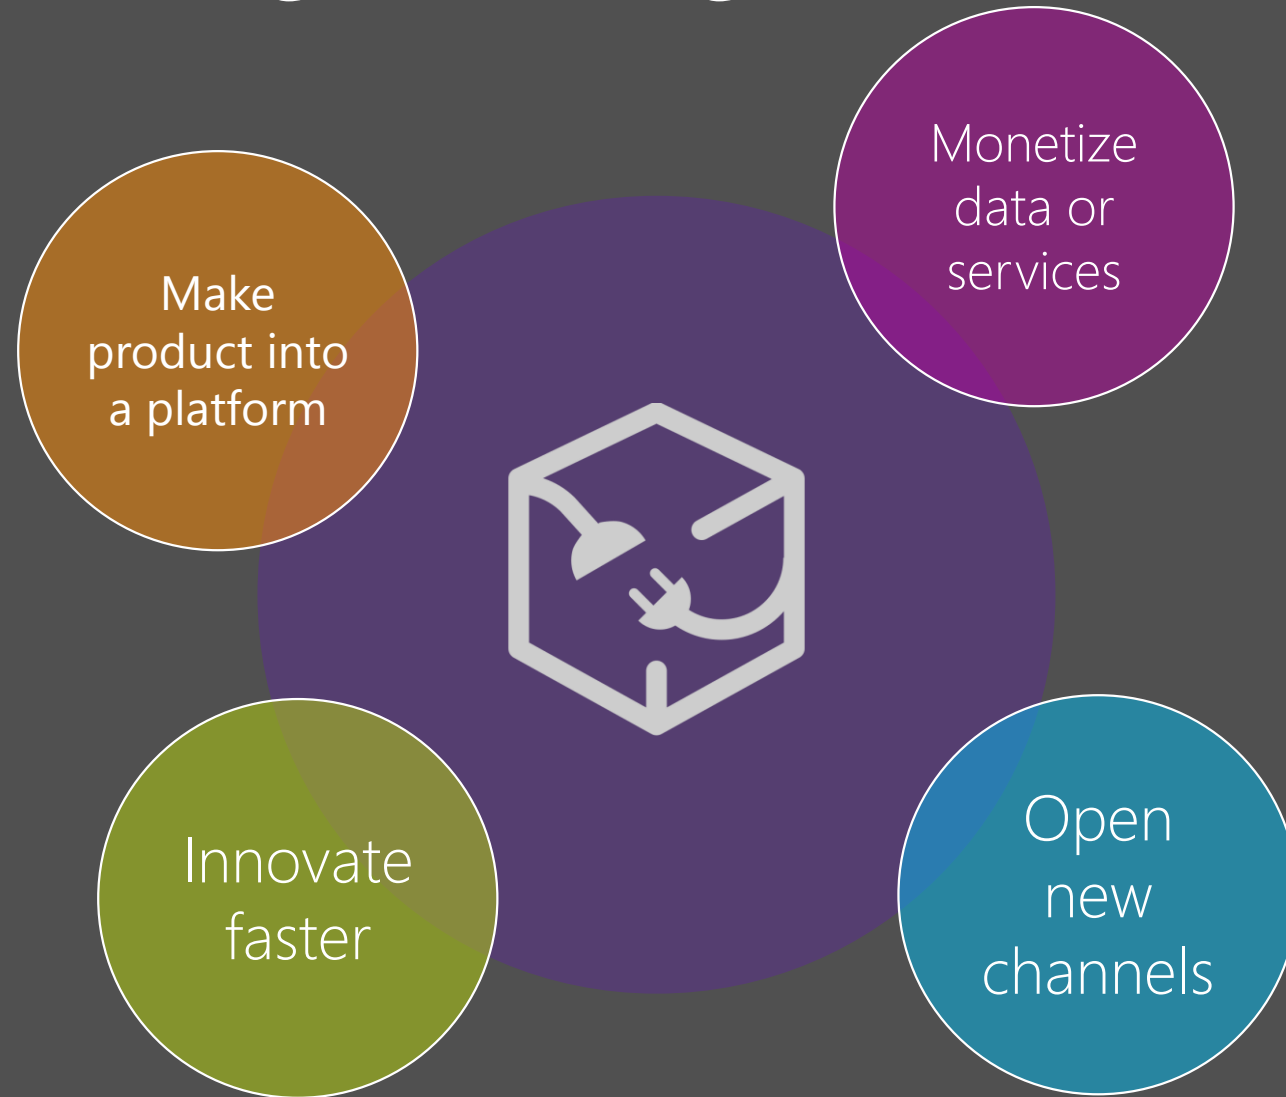 Monetize
data or
services
Make
product into
a platform
Innovate
faster
Open
new
channels